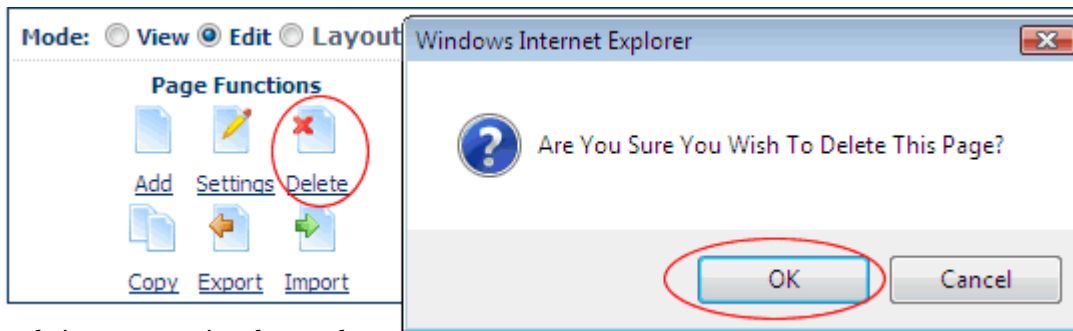 Mode: View Edit Layout
Page Functions
Add Settings Delete
Copy Export Import
Windows Internet Explorer
Are You Sure You Wish To Delete This Page?
OK Cancel